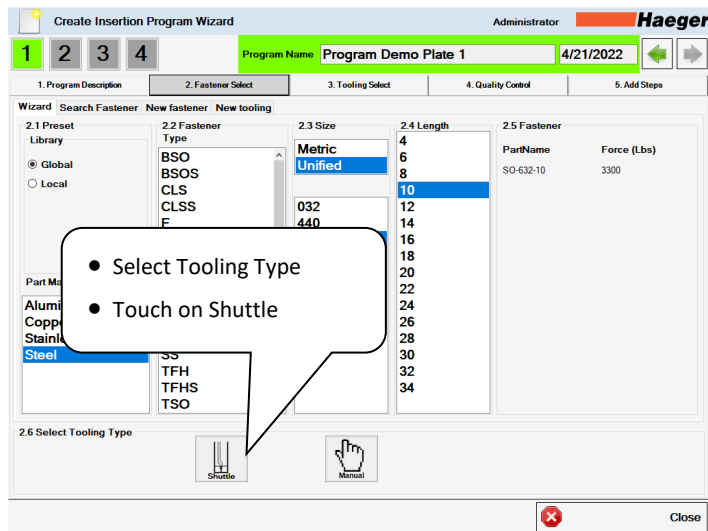 Create Insertion Program Wizard
Administrator
Haeger
1 2 3 4
Program Name Program Demo Plate 1 4/21/2022
1. Program Description 2. Fastener Select 3. Tooling Select 4. Quality Control 5. Add Steps
Wizard Search Fastener New fastener New tooling
2.1 Preset
Library
Global
Local
2.2 Fastener
Type
BSO
BSOS
CLS
CLSS
2.3 Size
Metric
Unified
032
440
2.4 Length
4
6
8
10
12
14
16
18
20
22
24
26
28
30
32
34
2.5 Fastener
PartName Force (Lbs)
SO-632-10 3300
• Select Tooling Type
• Touch on Shuttle
Steel
SS
TFH
TFHS
TSO
2.6 Select Tooling Type
Shuttle
Manual
Close